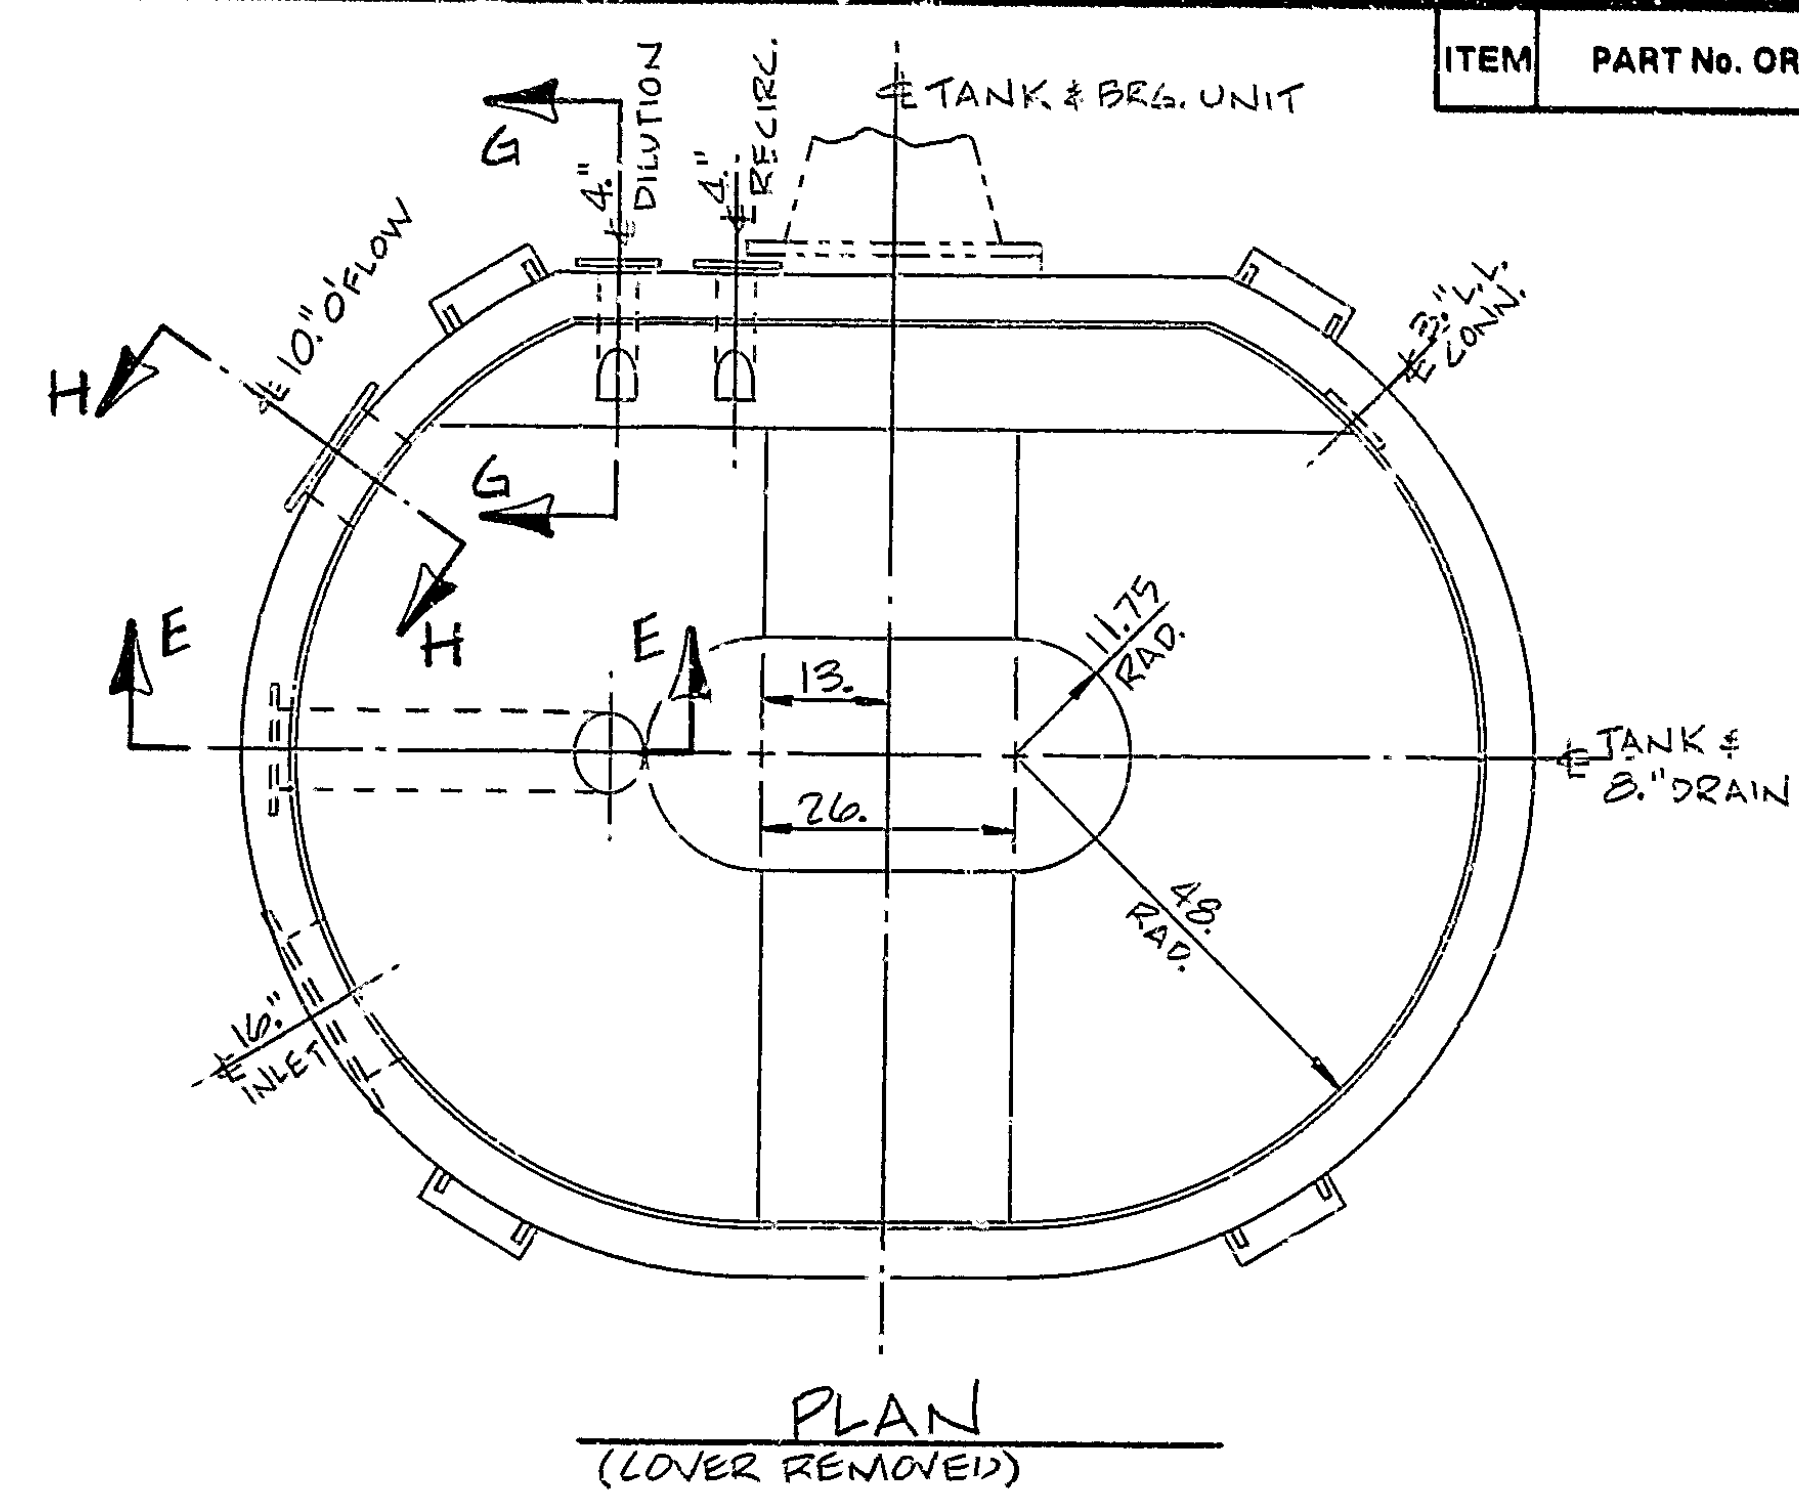 ITEM
PART No. OR
℄ TANK & BRG. UNIT
G
℄ 4."
DILUTION
℄ 4."
RECIRC.
℄ 10." O'FLOW
℄ 3." L.L.
CONN.
H
G
H
E
E
11.75
RAD.
13.
℄ TANK &
8." DRAIN
26.
48.
RAD.
℄ 16."
INLET
PLAN
(COVER REMOVED)